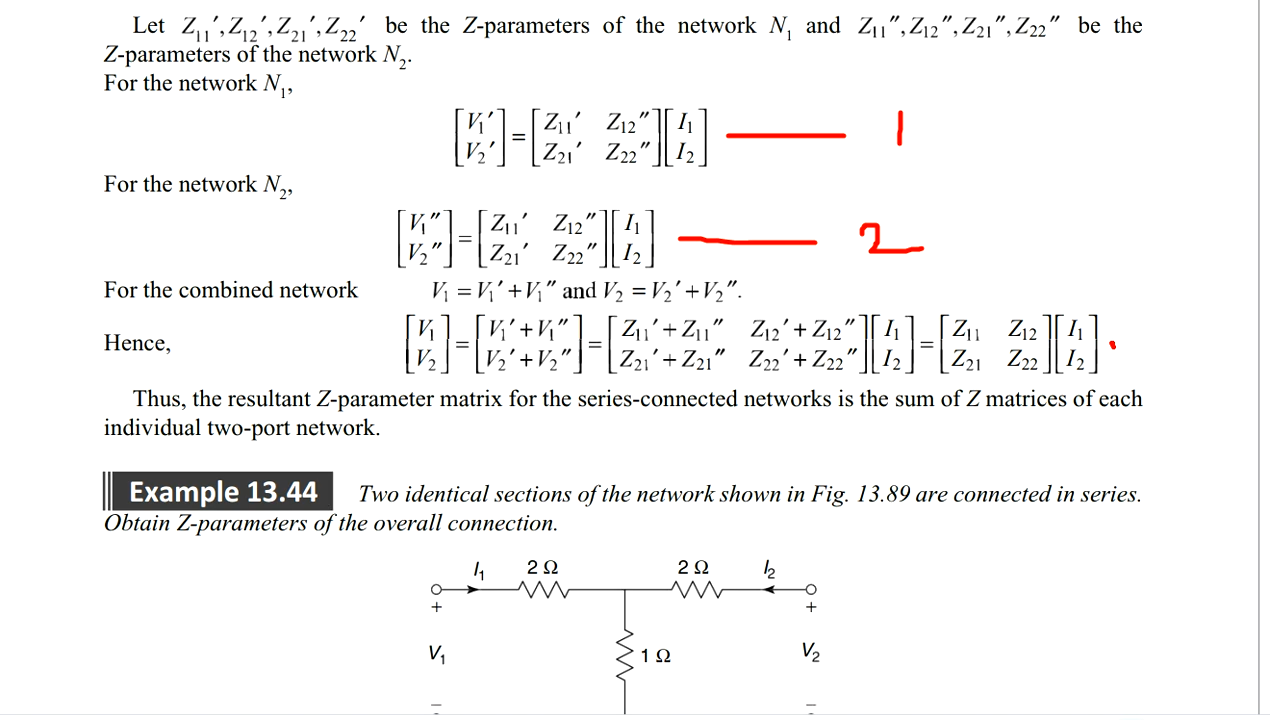 Let Z₁₁′, Z₁₂′, Z₂₁′, Z₂₂′ be the Z-parameters of the network N₁ and Z₁₁″, Z₁₂″, Z₂₁″, Z₂₂″ be the
Z-parameters of the network N₂.
For the network N₁,
[V₁′; V₂′] = [Z₁₁′ Z₁₂″; Z₂₁′ Z₂₂″] [I₁; I₂] —— 1
For the network N₂,
[V₁″; V₂″] = [Z₁₁′ Z₁₂″; Z₂₁′ Z₂₂″] [I₁; I₂] —— 2
For the combined network V₁ = V₁′ + V₁″ and V₂ = V₂′ + V₂″.
Hence, [V₁; V₂] = [V₁′ + V₁″; V₂′ + V₂″] = [Z₁₁′ + Z₁₁″ Z₁₂′ + Z₁₂″; Z₂₁′ + Z₂₁″ Z₂₂′ + Z₂₂″] [I₁; I₂] = [Z₁₁ Z₁₂; Z₂₁ Z₂₂] [I₁; I₂].
Thus, the resultant Z-parameter matrix for the series-connected networks is the sum of Z matrices of each
individual two-port network.
Example 13.44 Two identical sections of the network shown in Fig. 13.89 are connected in series.
Obtain Z-parameters of the overall connection.
I₁ 2 Ω 2 Ω I₂
+ +
V₁ 1 Ω V₂
− −